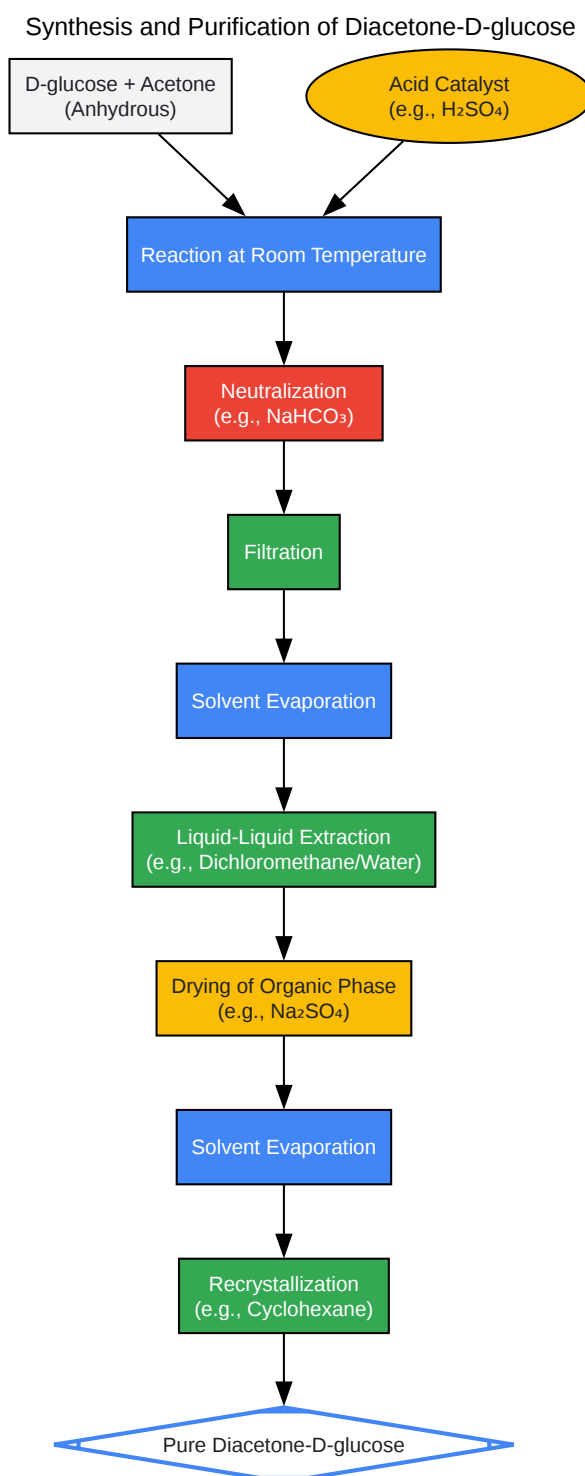 Synthesis and Purification of Diacetone-D-glucose
D-glucose + Acetone
(Anhydrous)
Acid Catalyst
(e.g., H₂SO₄)
Reaction at Room Temperature
Neutralization
(e.g., NaHCO₃)
Filtration
Solvent Evaporation
Liquid-Liquid Extraction
(e.g., Dichloromethane/Water)
Drying of Organic Phase
(e.g., Na₂SO₄)
Solvent Evaporation
Recrystallization
(e.g., Cyclohexane)
Pure Diacetone-D-glucose